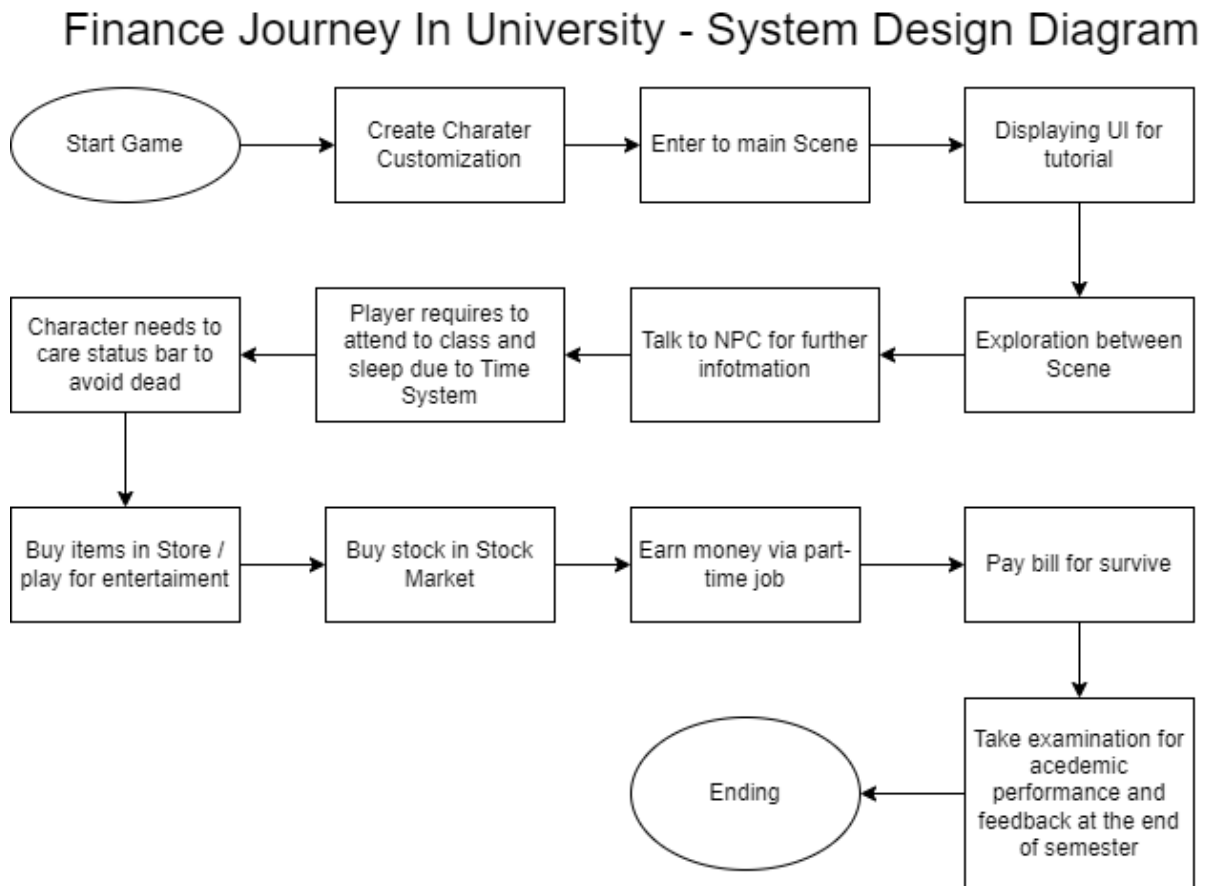 Finance Journey In University - System Design Diagram
Start Game
Create Charater
Customization
Enter to main Scene
Displaying UI for
tutorial
Exploration between
Scene
Talk to NPC for further
infotmation
Player requires to
attend to class and
sleep due to Time
System
Character needs to
care status bar to
avoid dead
Buy items in Store /
play for entertaiment
Buy stock in Stock
Market
Earn money via part-
time job
Pay bill for survive
Take examination for
acedemic
performance and
feedback at the end
of semester
Ending